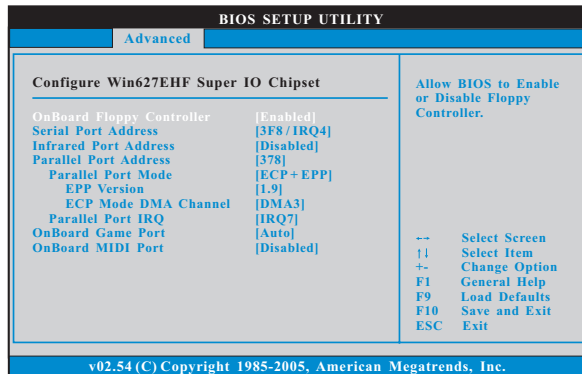 BIOS SETUP UTILITY
Advanced
Configure Win627EHF Super IO Chipset
OnBoard Floppy Controller [Enabled]
Serial Port Address [3F8 / IRQ4]
Infrared Port Address [Disabled]
Parallel Port Address [378]
Parallel Port Mode [ECP + EPP]
EPP Version [1.9]
ECP Mode DMA Channel [DMA3]
Parallel Port IRQ [IRQ7]
OnBoard Game Port [Auto]
OnBoard MIDI Port [Disabled]
Allow BIOS to Enable
or Disable Floppy
Controller.
←→ Select Screen
↑↓ Select Item
+- Change Option
F1 General Help
F9 Load Defaults
F10 Save and Exit
ESC Exit
v02.54 (C) Copyright 1985-2005, American Megatrends, Inc.